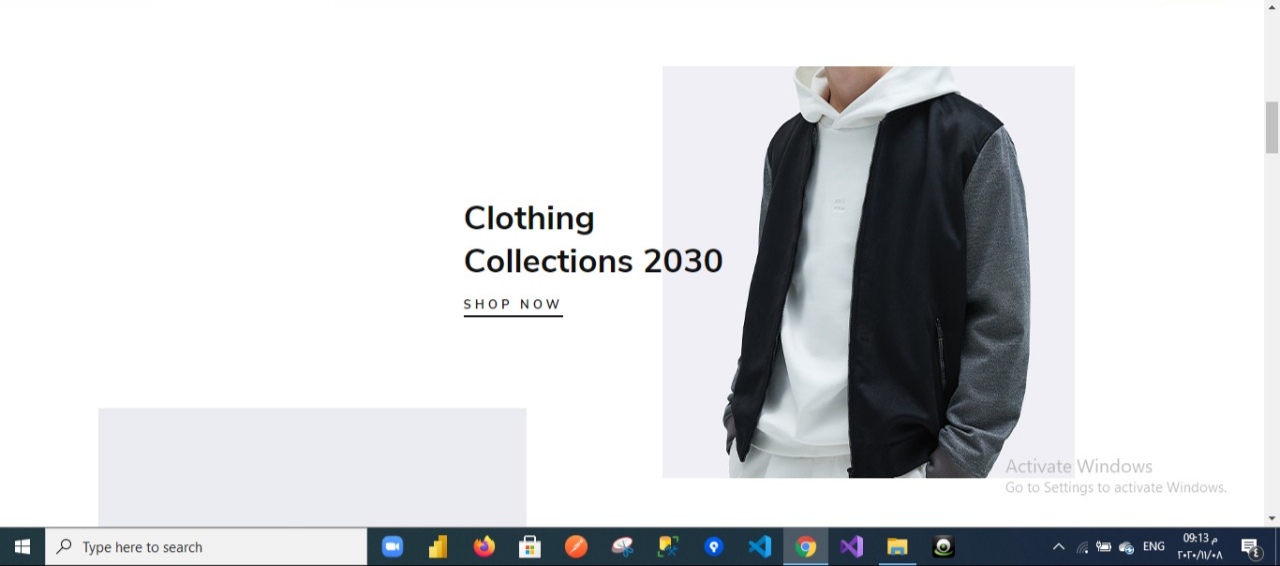 Clothing
Collections 2030
SHOP NOW
Activate Windows
Go to Settings to activate Windows.
Type here to search
ENG
09:13 م
٢٠٢٠/١١/٠٨
٤